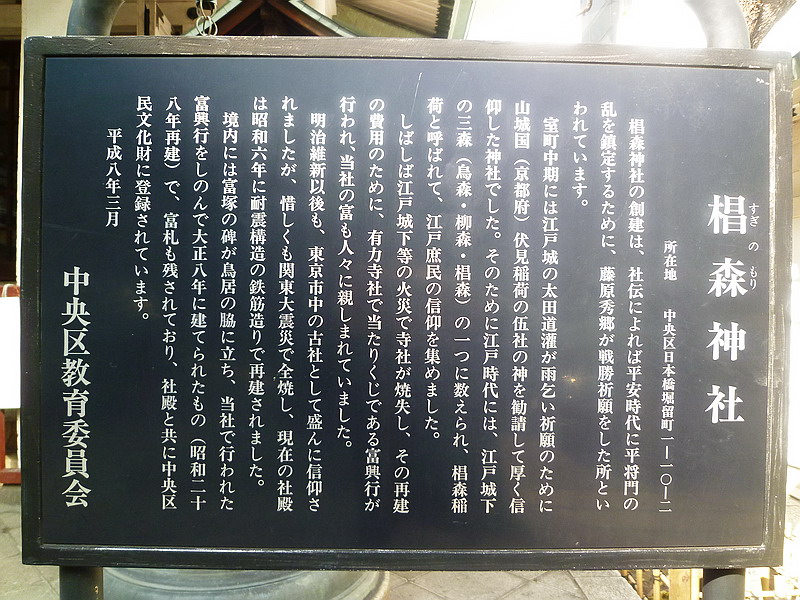 椙森神社
すぎのもり
所在地 中央区日本橋堀留町一ー一〇ー二
椙森神社の創建は、社伝によれば平安時代に平将門の
乱を鎮定するために、藤原秀郷が戦勝祈願をした所とい
われています。
室町中期には江戸城の太田道灌が雨乞い祈願のために
山城国（京都府）伏見稲荷の伍社の神を勧請して厚く信
仰した神社でした。そのために江戸時代には、江戸城下
の三森（烏森・柳森・椙森）の一つに数えられ、椙森稲
荷と呼ばれて、江戸庶民の信仰を集めました。
しばしば江戸城下等の火災で寺社が焼失し、その再建
の費用のために、有力寺社で当たりくじである富興行が
行われ、当社の富も人々に親しまれていました。
明治維新以後も、東京市中の古社として盛んに信仰さ
れましたが、惜しくも関東大震災で全焼し、現在の社殿
は昭和六年に耐震構造の鉄筋造りで再建されました。
境内には富塚の碑が鳥居の脇に立ち、当社で行われた
富興行をしのんで大正八年に建てられたもの（昭和二十
八年再建）で、富札も残されており、社殿と共に中央区
民文化財に登録されています。
平成八年三月
中央区教育委員会